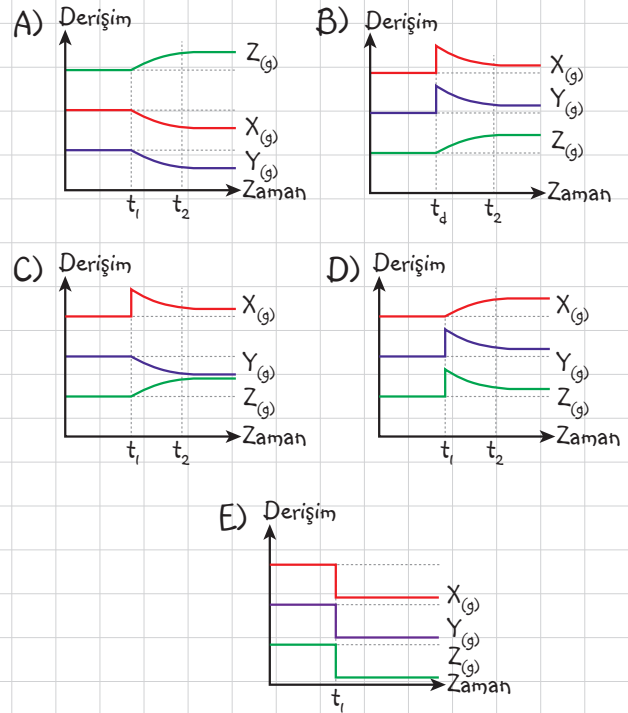 A)
Derişim
Z(g)
X(g)
Y(g)
Zaman
t1
t2
B)
Derişim
X(g)
Y(g)
Z(g)
Zaman
td
t2
C)
Derişim
X(g)
Y(g)
Z(g)
Zaman
t1
t2
D)
Derişim
X(g)
Y(g)
Z(g)
Zaman
t1
t2
E)
Derişim
X(g)
Y(g)
Z(g)
Zaman
t1